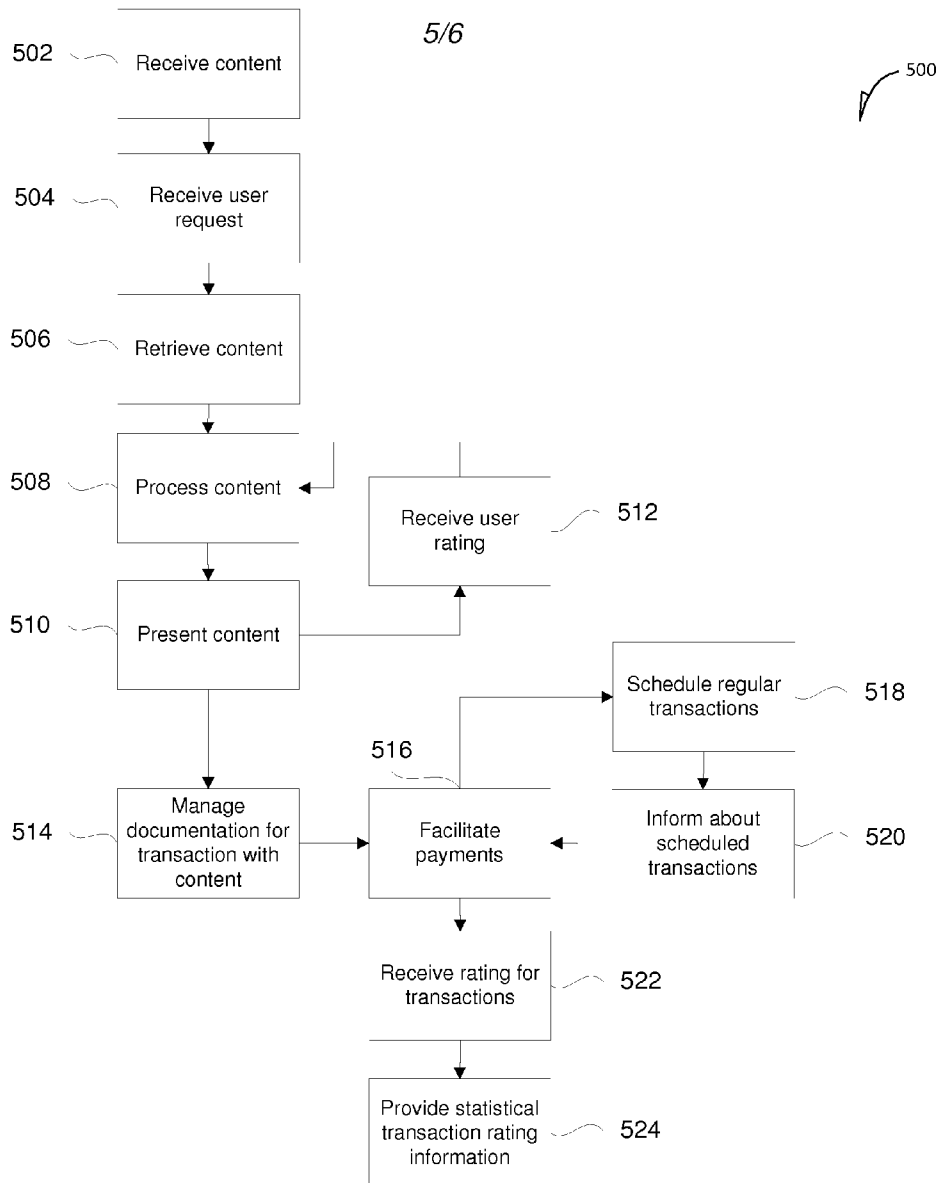 5/6
500
502
Receive content
504
Receive user
request
506
Retrieve content
508
Process content
512
Receive user
rating
510
Present content
518
Schedule regular
transactions
516
514
Manage
documentation for
transaction with
content
Facilitate
payments
520
Inform about
scheduled
transactions
522
Receive rating for
transactions
524
Provide statistical
transaction rating
information